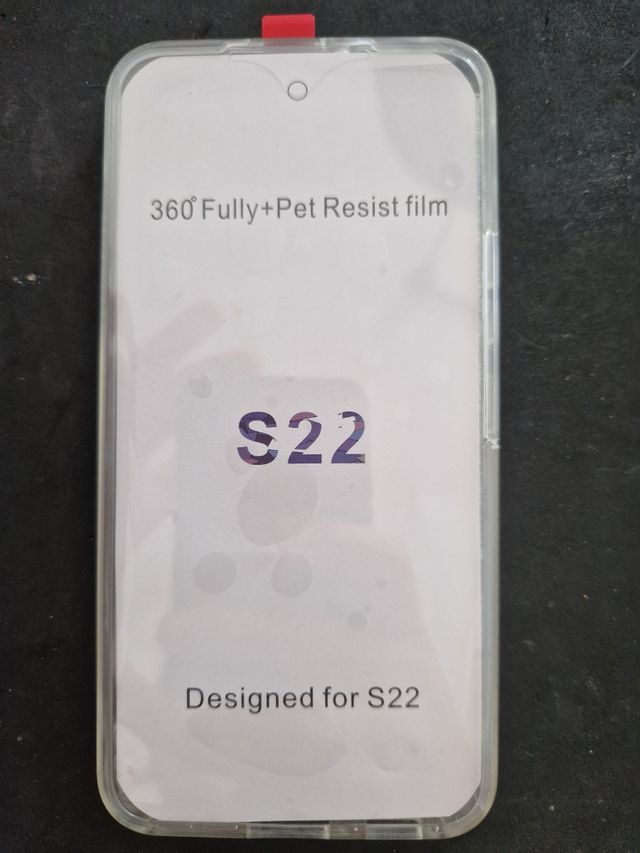 360°Fully+Pet Resist film
S22
Designed for S22